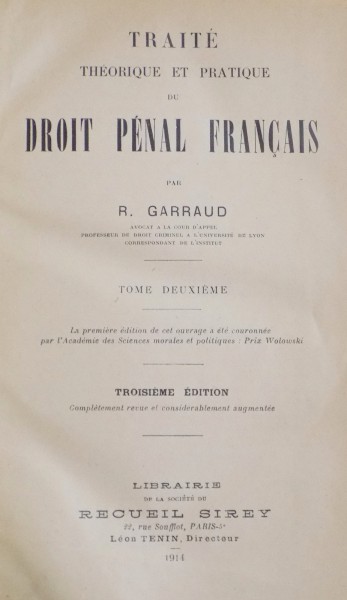 TRAITÉ
THÉORIQUE ET PRATIQUE
DU
DROIT PÉNAL FRANÇAIS
PAR
R. GARRAUD
AVOCAT A LA COUR D'APPEL
PROFESSEUR DE DROIT CRIMINEL A L'UNIVERSITÉ DE LYON
CORRESPONDANT DE L'INSTITUT
TOME DEUXIÈME
La première édition de cet ouvrage a été couronnée
par l'Académie des Sciences morales et politiques : Prix Wolowski
TROISIÈME ÉDITION
Complètement revue et considérablement augmentée
LIBRAIRIE
DE LA SOCIÉTÉ DU
RECUEIL SIREY
22, rue Soufflot, PARIS-5e
Léon TENIN, Directeur
1914